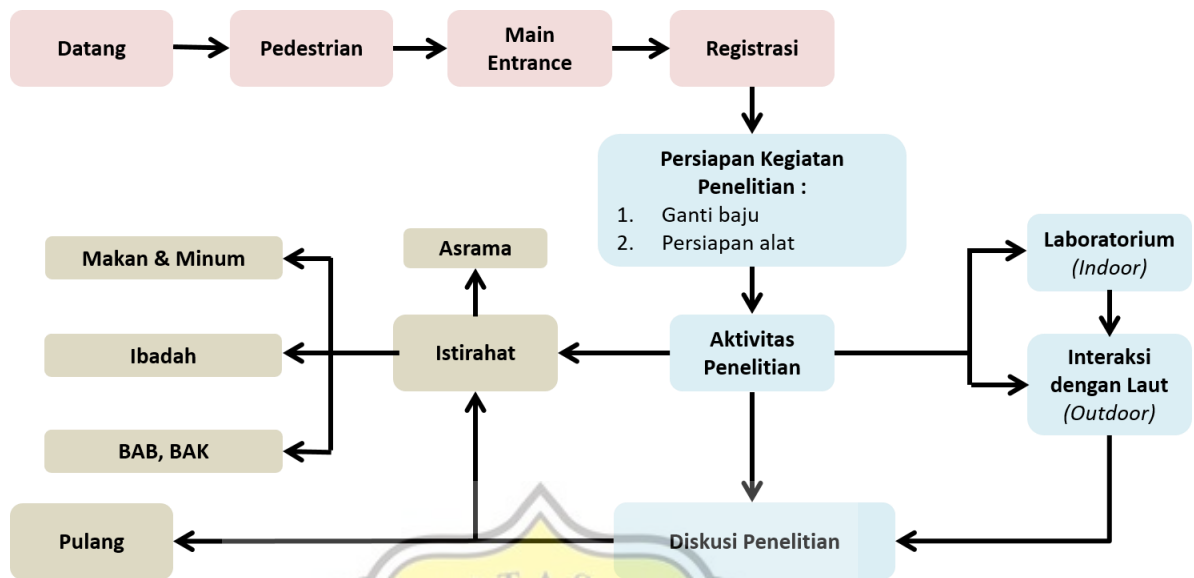 Datang
Pedestrian
Main
Entrance
Registrasi
Persiapan Kegiatan
Penelitian :
1. Ganti baju
2. Persiapan alat
Makan & Minum
Asrama
Laboratorium
(Indoor)
Ibadah
Istirahat
Aktivitas
Penelitian
Interaksi
dengan Laut
(Outdoor)
BAB, BAK
Pulang
Diskusi Penelitian
T A S